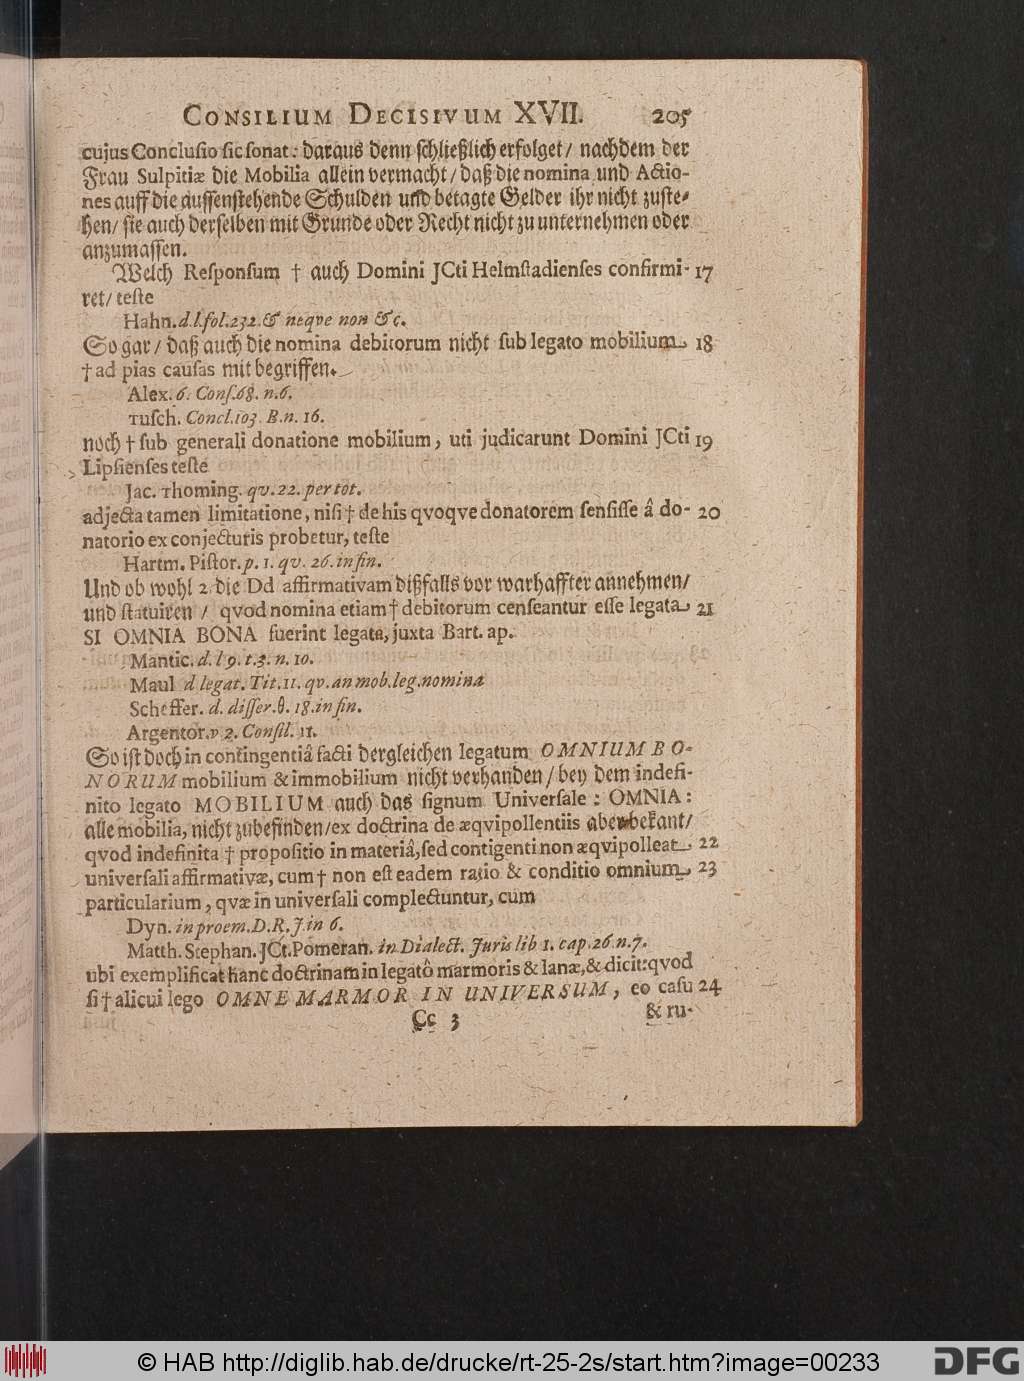 CONSILIUM DECISIVUM XVII. 205
cujus Conclusio sic sonat: daraus denn schließlich erfolget/ nachdem der
Frau Sulpitiæ die Mobilia allein vermacht/ daß die nomina und Actio-
nes auff die aussenstehende Schulden und betagte Gelder ihr nicht zuste-
hen/ sie auch derselben mit Grunde oder Recht nicht zu unternehmen oder
anzumassen.
Welch Responsum † auch Domini JCti Helmstadienses confirmi- 17
ret/ teste
Hahn. d. l. fol. 232. & neqve non &c.
So gar/ daß auch die nomina debitorum nicht sub legato mobilium 18
† ad pias causas mit begriffen.
Alex. 6. Cons. 68. n. 6.
Tusch. Concl. 103. B. n. 16.
noch † sub generali donatione mobilium, uti judicarunt Domini JCti 19
Lipsienses teste
Jac. Thoming. qv. 22. per tot.
adjecta tamen limitatione, nisi † de his qvoqve donatorem sensisse â do- 20
natorio ex conjecturis probetur, teste
Hartm. Pistor. p. 1. qv. 26. in fin.
Und ob wohl 2. die Dd affirmativam dißfalls vor warhaffter annehmen/
und statuiren / qvod nomina etiam † debitorum censeantur esse legata 21
SI OMNIA BONA fuerint legata, juxta Bart. ap.
Mantic. d. l 9. t. 3. n. 10.
Maul d legat. Tit. 11. qv. an mob. leg. nomina
Scheffer. d. disser. θ. 18. in fin.
Argentor. v 2. Consil. 11.
So ist doch in contingentiâ facti dergleichen legatum OMNIUM BO-
NORUM mobilium & immobilium nicht verhanden/ bey dem indefi-
nito legato MOBILIUM auch das signum Universale: OMNIA:
alle mobilia, nicht zubefinden/ ex doctrina de æqvipollentiis aber bekant/
qvod indefinita † propositio in materiâ, sed contigenti non æqvipolleat 22
universali affirmativæ, cum † non est eadem ratio & conditio omnium 23
particularium, qvæ in universali complectuntur, cum
Dyn. in proem. D. R. J. in 6.
Matth. Stephan. JCt. Pomeran. in Dialect. Juris lib 1. cap. 26. n. 7.
ubi exemplificat hanc doctrinam in legatô marmoris & lanæ, & dicit: qvod
si † alicui lego OMNE MARMOR IN UNIVERSUM, eo casu 24
Cc 3 & ru-
© HAB http://diglib.hab.de/drucke/rt-25-2s/start.htm?image=00233 DFG